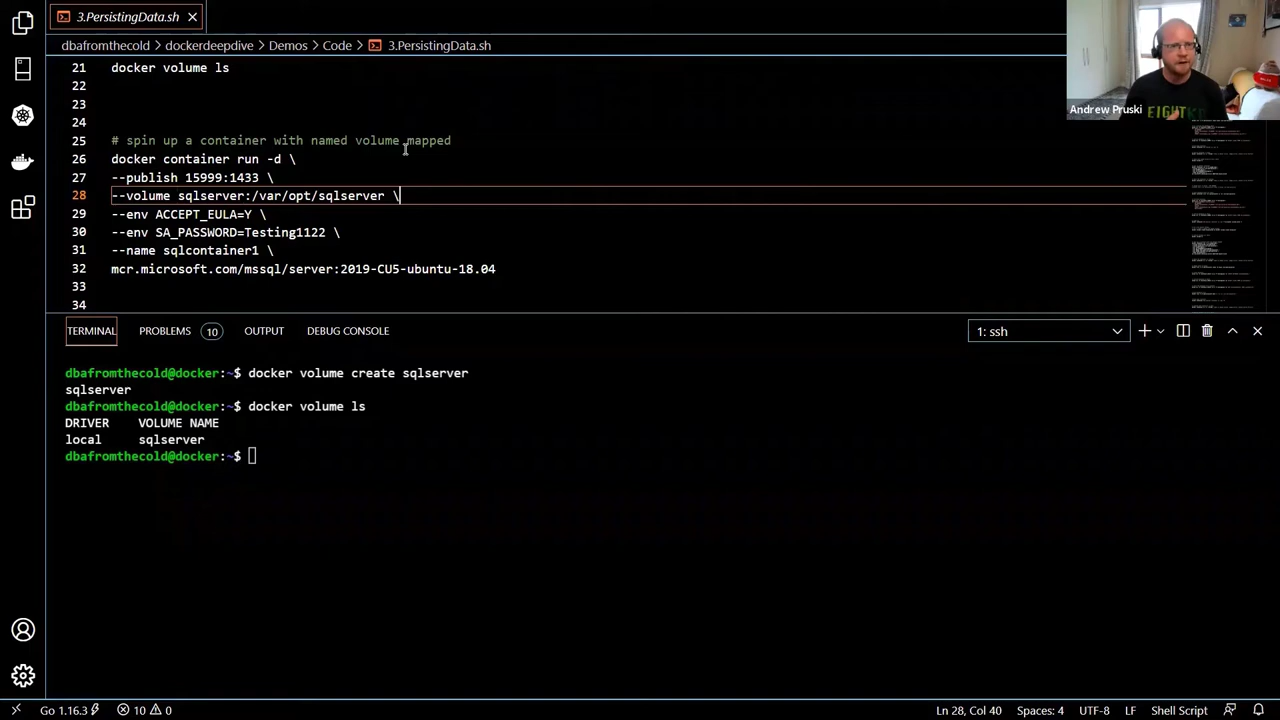 3.PersistingData.sh
Andrew Pruski
dbafromthecold > dockerdeepdive > Demos > Code > 3.PersistingData.sh
21 docker volume ls
22
23
24
25 # spin up a container with named volume mapped
26 docker container run -d \
27 --publish 15999:1433 \
28 --volume sqlserver:/var/opt/sqlserver \
29 --env ACCEPT_EULA=Y \
30 --env SA_PASSWORD=Testing1122 \
31 --name sqlcontainer1 \
32 mcr.microsoft.com/mssql/server:2019-CU5-ubuntu-18.04
33
34
TERMINAL PROBLEMS 10 OUTPUT DEBUG CONSOLE 1: ssh
dbafromthecold@docker:~$ docker volume create sqlserver
sqlserver
dbafromthecold@docker:~$ docker volume ls
DRIVER VOLUME NAME
local sqlserver
dbafromthecold@docker:~$
Go 1.16.3 10 0 Ln 28, Col 40 Spaces: 4 UTF-8 LF Shell Script